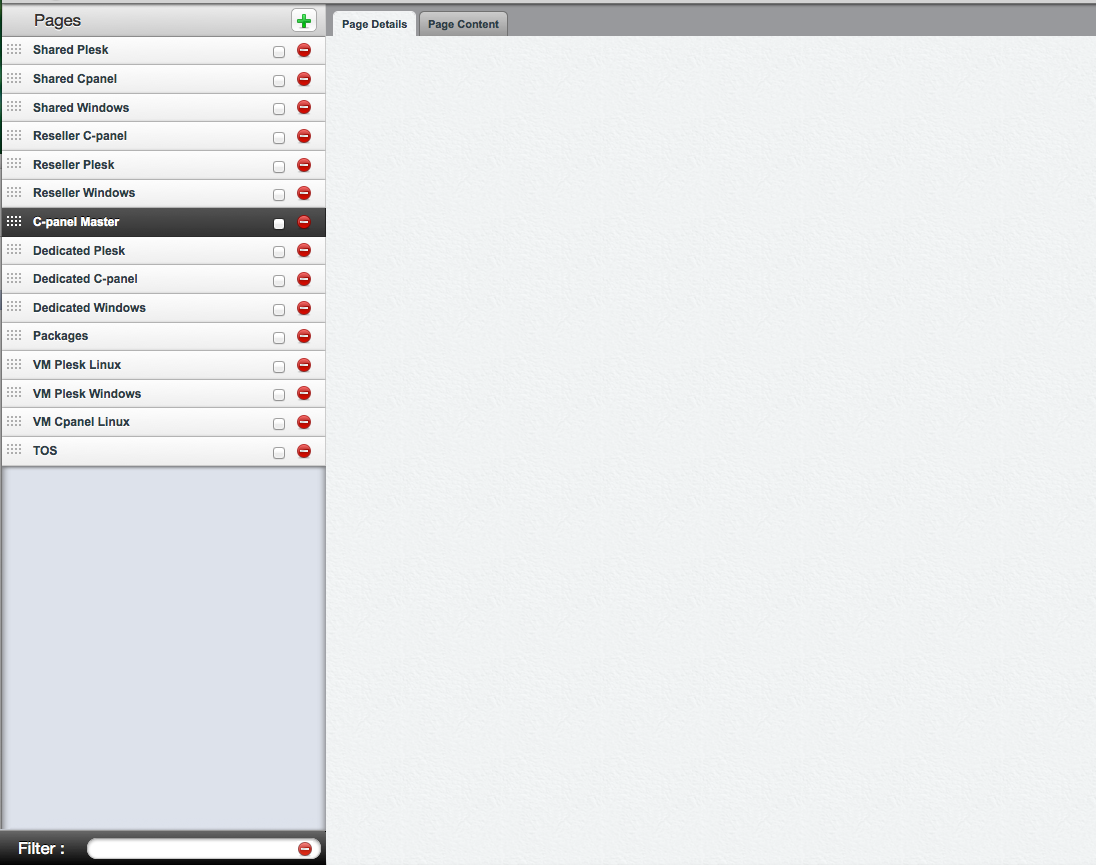 Pages
Page Details
Page Content
Shared Plesk
Shared Cpanel
Shared Windows
Reseller C-panel
Reseller Plesk
Reseller Windows
C-panel Master
Dedicated Plesk
Dedicated C-panel
Dedicated Windows
Packages
VM Plesk Linux
VM Plesk Windows
VM Cpanel Linux
TOS
Filter :